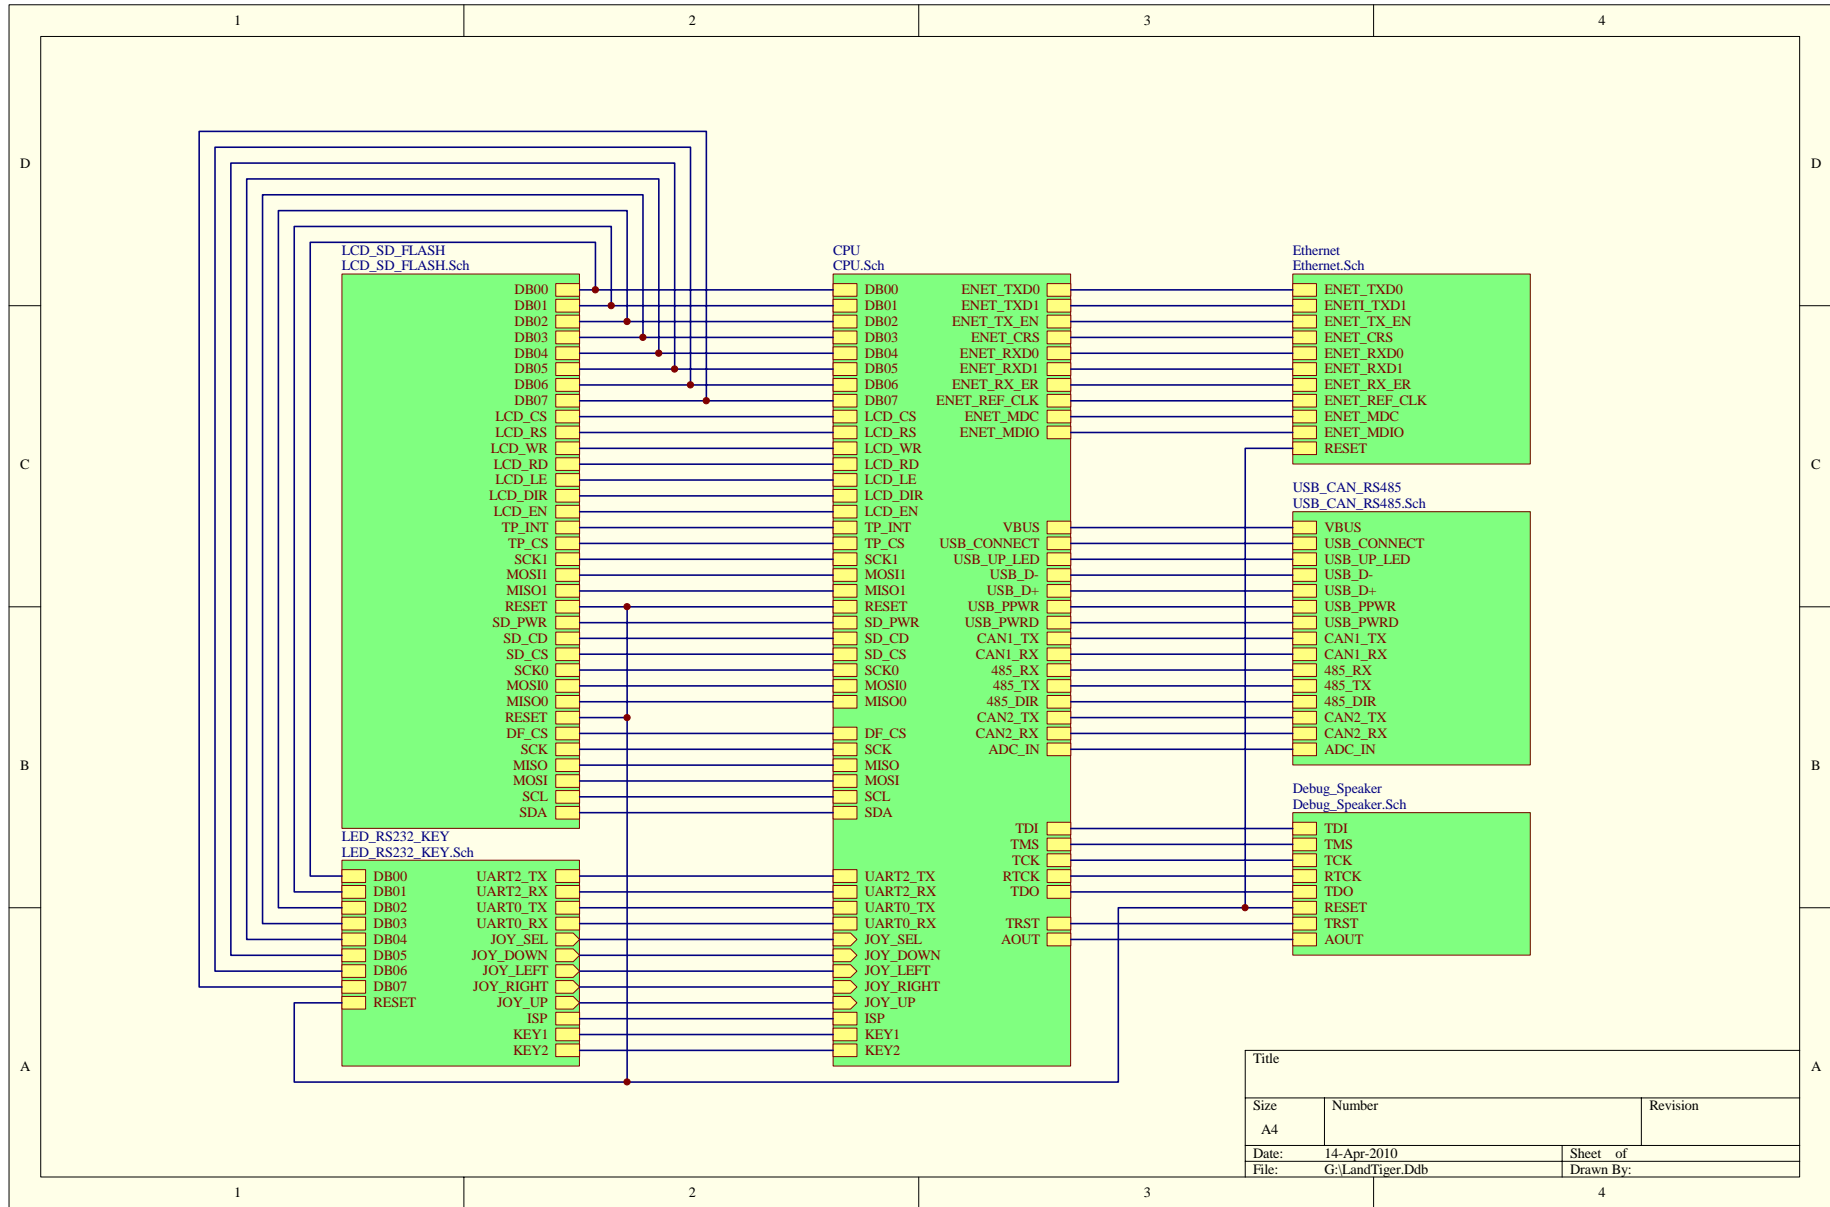 1 2 3 4
D D
C C
B B
A A
LCD_SD_FLASH
LCD_SD_FLASH.Sch
DB00
DB01
DB02
DB03
DB04
DB05
DB06
DB07
LCD_CS
LCD_RS
LCD_WR
LCD_RD
LCD_LE
LCD_DIR
LCD_EN
TP_INT
TP_CS
SCK1
MOSI1
MISO1
RESET
SD_PWR
SD_CD
SD_CS
SCK0
MOSI0
MISO0
RESET
DF_CS
SCK
MISO
MOSI
SCL
SDA
LED_RS232_KEY
LED_RS232_KEY.Sch
DB00 UART2_TX
DB01 UART2_RX
DB02 UART0_TX
DB03 UART0_RX
DB04 JOY_SEL
DB05 JOY_DOWN
DB06 JOY_LEFT
DB07 JOY_RIGHT
RESET JOY_UP
ISP
KEY1
KEY2
CPU
CPU.Sch
DB00 ENET_TXD0
DB01 ENET_TXD1
DB02 ENET_TX_EN
DB03 ENET_CRS
DB04 ENET_RXD0
DB05 ENET_RXD1
DB06 ENET_RX_ER
DB07 ENET_REF_CLK
LCD_CS ENET_MDC
LCD_RS ENET_MDIO
LCD_WR
LCD_RD
LCD_LE
LCD_DIR
LCD_EN
TP_INT VBUS
TP_CS USB_CONNECT
SCK1 USB_UP_LED
MOSI1 USB_D-
MISO1 USB_D+
RESET USB_PPWR
SD_PWR USB_PWRD
SD_CD CAN1_TX
SD_CS CAN1_RX
SCK0 485_RX
MOSI0 485_TX
MISO0 485_DIR
CAN2_TX
DF_CS CAN2_RX
SCK ADC_IN
MISO
MOSI
SCL
SDA
TDI
TMS
TCK
UART2_TX RTCK
UART2_RX TDO
UART0_TX
UART0_RX TRST
JOY_SEL AOUT
JOY_DOWN
JOY_LEFT
JOY_RIGHT
JOY_UP
ISP
KEY1
KEY2
Ethernet
Ethernet.Sch
ENET_TXD0
ENETI_TXD1
ENET_TX_EN
ENET_CRS
ENET_RXD0
ENET_RXD1
ENET_RX_ER
ENET_REF_CLK
ENET_MDC
ENET_MDIO
RESET
USB_CAN_RS485
USB_CAN_RS485.Sch
VBUS
USB_CONNECT
USB_UP_LED
USB_D-
USB_D+
USB_PPWR
USB_PWRD
CAN1_TX
CAN1_RX
485_RX
485_TX
485_DIR
CAN2_TX
CAN2_RX
ADC_IN
Debug_Speaker
Debug_Speaker.Sch
TDI
TMS
TCK
RTCK
TDO
RESET
TRST
AOUT
Title
Size Number Revision
A4
Date: 14-Apr-2010 Sheet of
File: G:\LandTiger.Ddb Drawn By:
1 2 3 4